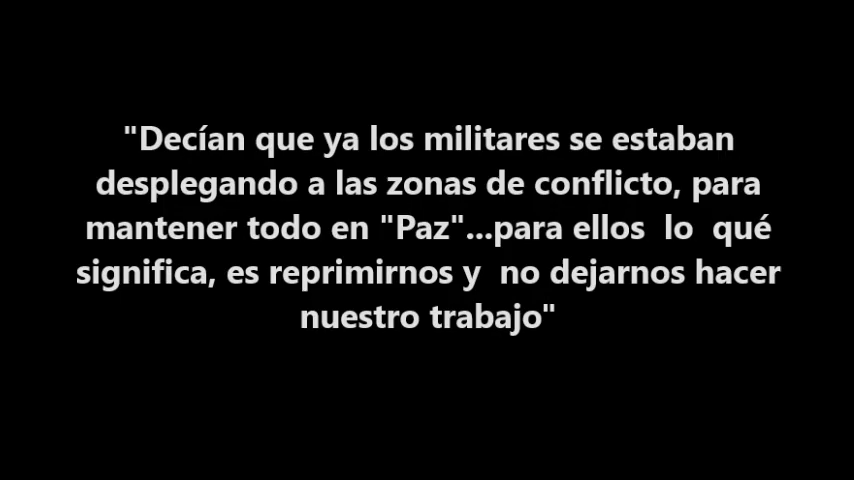 "Decían que ya los militares se estaban
desplegando a las zonas de conflicto, para
mantener todo en "Paz"...para ellos  lo  qué
significa, es reprimirnos y  no dejarnos hacer
nuestro trabajo"